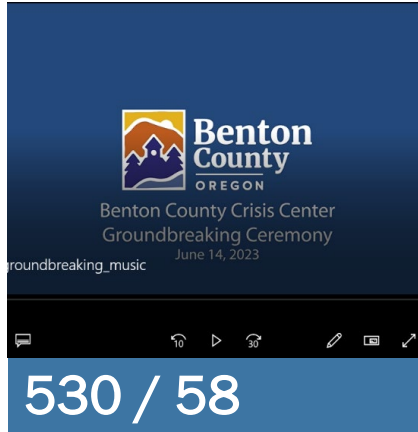 Benton
County
OREGON
Benton County Crisis Center
Groundbreaking Ceremony
June 14, 2023
groundbreaking_music
10
30
530 / 58